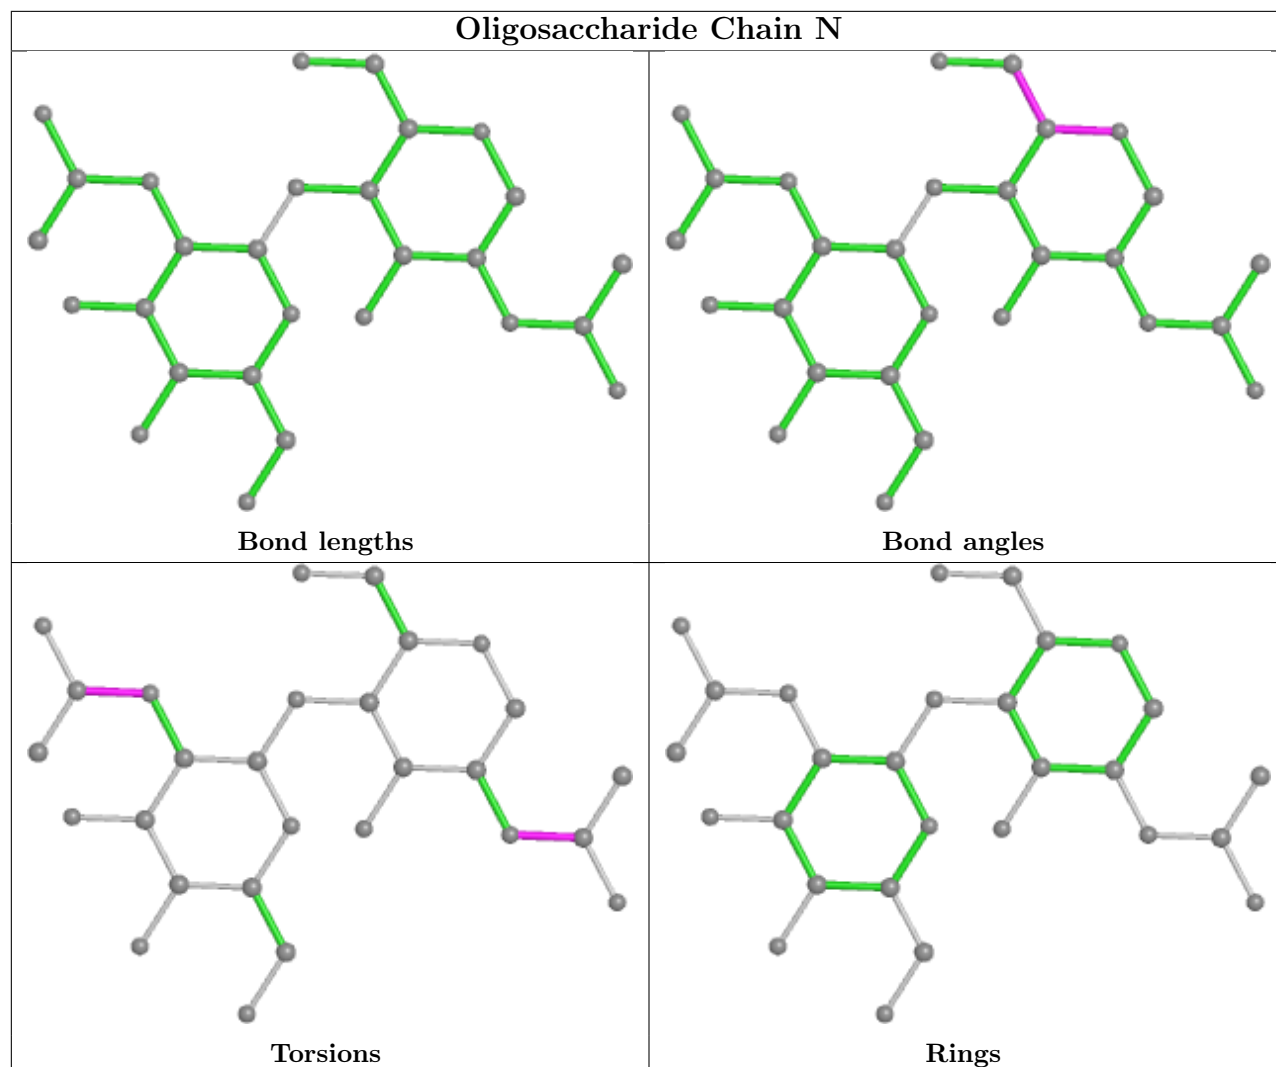 Oligosaccharide Chain N
Bond lengths
Bond angles
Torsions
Rings